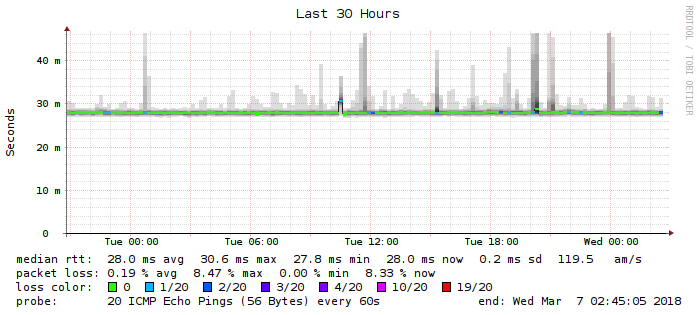 Last 30 Hours
RRDTOOL / TOBI OETIKER
Seconds
40 m
30 m
20 m
10 m
0
Tue 00:00 Tue 06:00 Tue 12:00 Tue 18:00 Wed 00:00
median rtt: 28.0 ms avg 30.6 ms max 27.8 ms min 28.0 ms now 0.2 ms sd 119.5 am/s
packet loss: 0.19 % avg 8.47 % max 0.00 % min 8.33 % now
loss color: 0 1/20 2/20 3/20 4/20 10/20 19/20
probe: 20 ICMP Echo Pings (56 Bytes) every 60s end: Wed Mar 7 02:45:05 2018